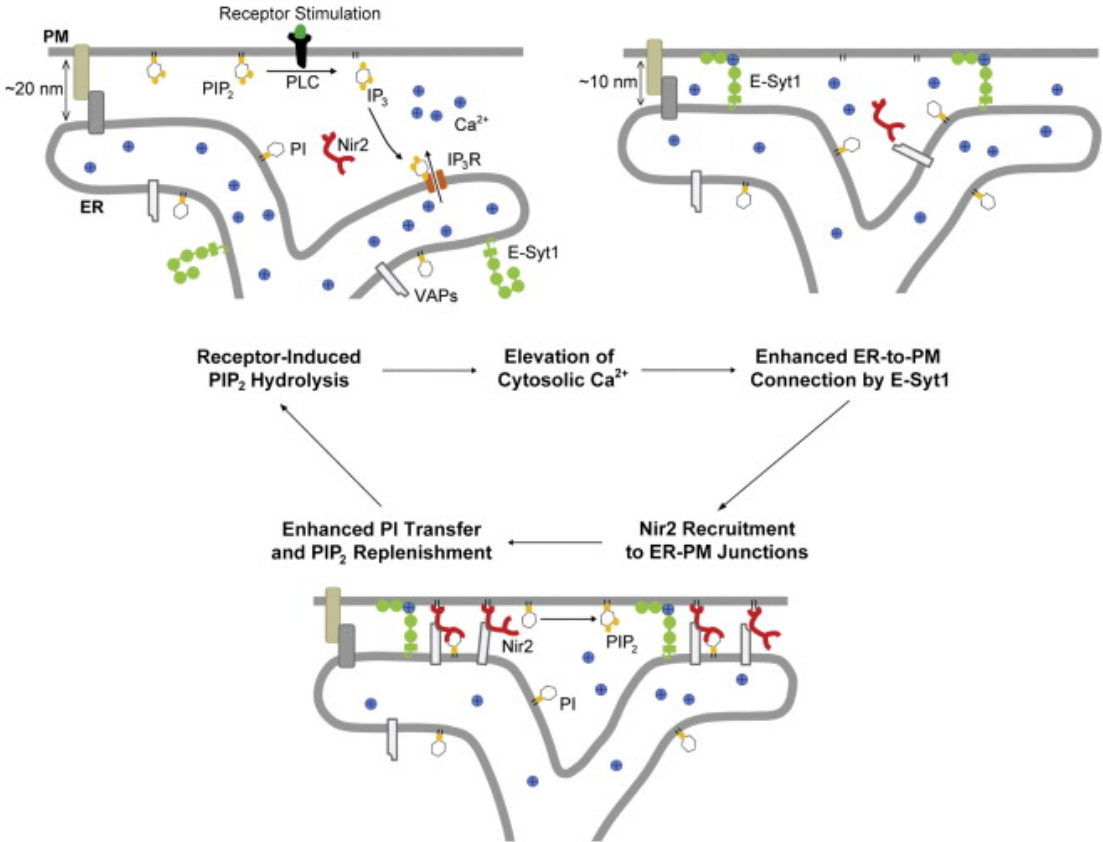 Receptor Stimulation
PM
~20 nm
PIP2
PLC
IP3
Ca2+
PI
Nir2
IP3R
ER
E-Syt1
VAPs
~10 nm
E-Syt1
Receptor-Induced
PIP2 Hydrolysis
Elevation of
Cytosolic Ca2+
Enhanced ER-to-PM
Connection by E-Syt1
Enhanced PI Transfer
and PIP2 Replenishment
Nir2 Recruitment
to ER-PM Junctions
Nir2
PIP2
PI